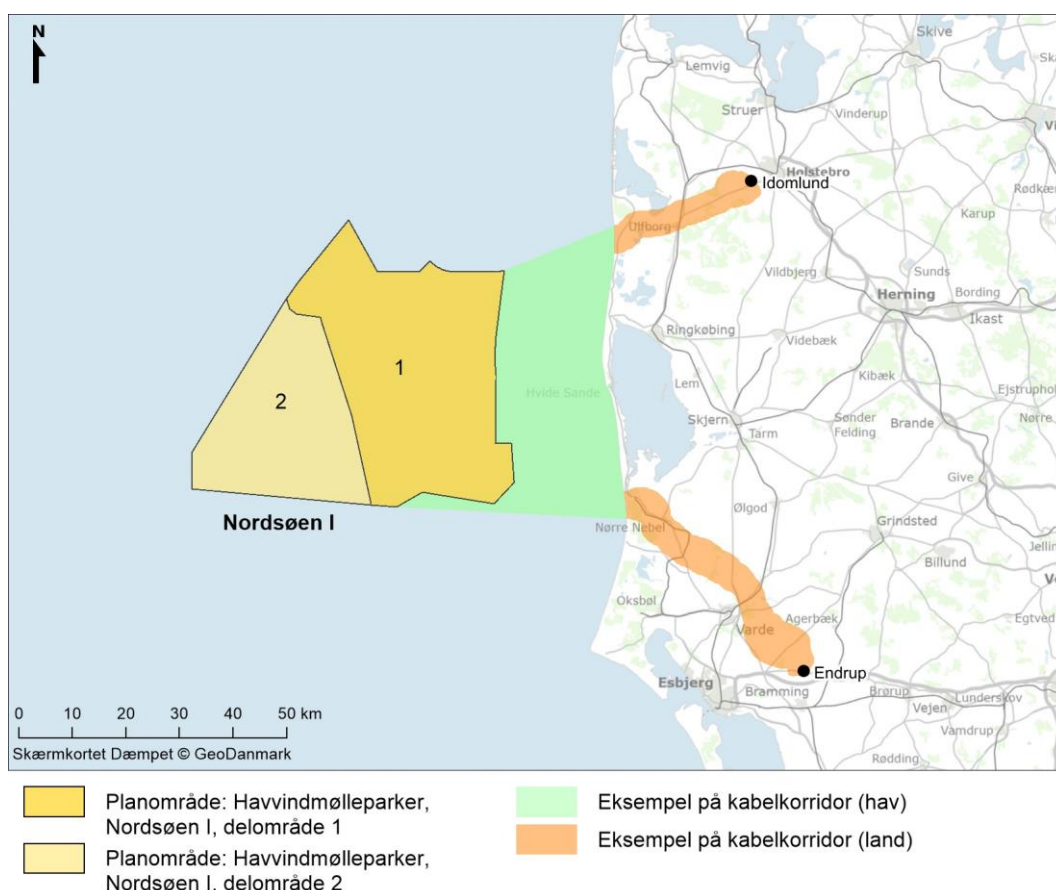 N
Skive
Lemvig
Struer
Vinderup
Holstebro
Idomlund
Ulfborg
Karup
Vildbjerg
Sunds
Herning
Bording
Ikast
Ringkøbing
Videbæk
1
Kibæk
Lem
Hvide Sande
2
Skjern
Sønder
Felding
Brande
Tarm
Give
Nordsøen I
Ølgod
Nørre Nebel
Grindsted
Billund
Oksbøl
Agerbæk
Varde
Egtved
Endrup
Esbjerg
Bramming
Brørup
Lunderskov
Vejen
Vamdrup
Rødding
0 10 20 30 40 50 km
Skærmkortet Dæmpet © GeoDanmark
Planområde: Havvindmølleparker,
Nordsøen I, delområde 1
Planområde: Havvindmølleparker,
Nordsøen I, delområde 2
Eksempel på kabelkorridor (hav)
Eksempel på kabelkorridor (land)